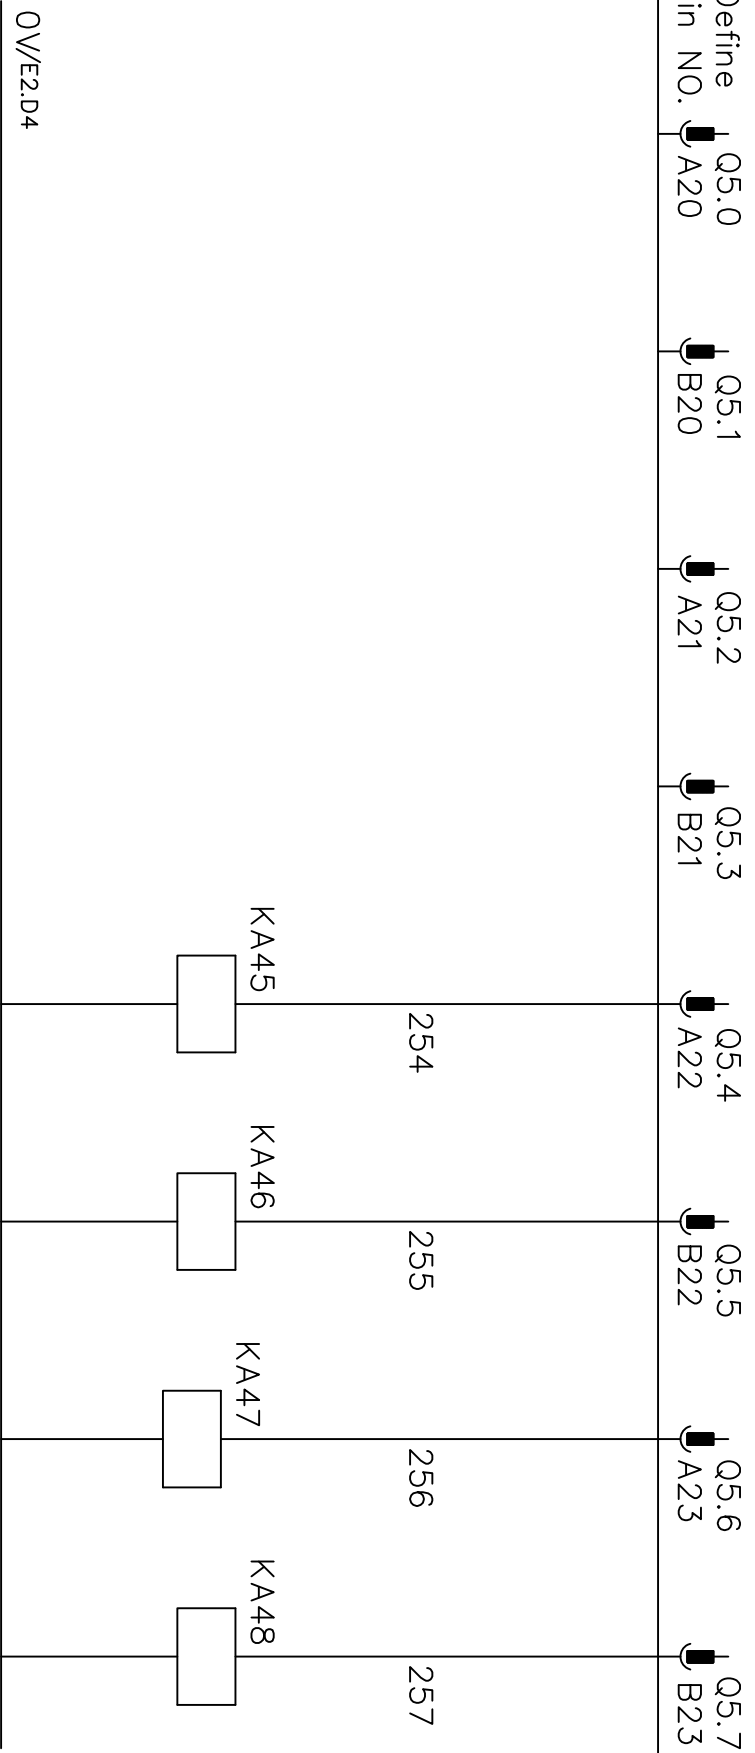 Define
Q5.0
Q5.1
Q5.2
Q5.3
Q5.4
Q5.5
Q5.6
Q5.7
in NO.
A20
B20
A21
B21
A22
B22
A23
B23
254
255
256
257
KA45
KA46
KA47
KA48
0V/E2.D4